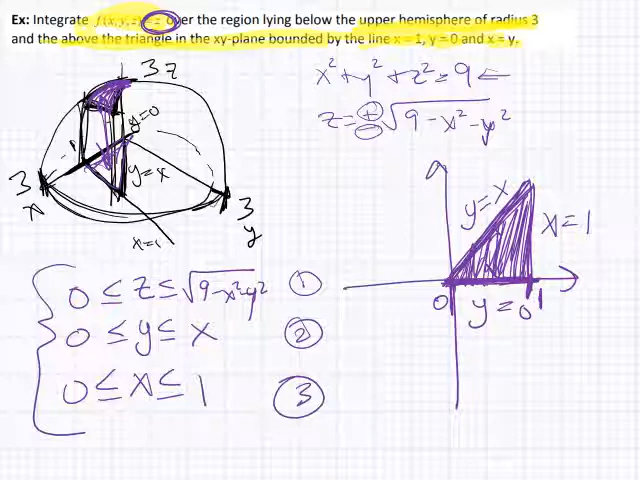 Ex: Integrate f(x,y,z) = z over the region lying below the upper hemisphere of radius 3
and the above the triangle in the xy-plane bounded by the line x = 1, y = 0 and x = y.
3 z
y=0
y=x
3
x
3
y
x=1
x²+y²+z²=9 ⇐
z=±√9-x²-y²
y=x
x=1
0
1
y=0
0 ≤ z ≤ √9-x²-y² ①
0 ≤ y ≤ x ②
0 ≤ x ≤ 1 ③